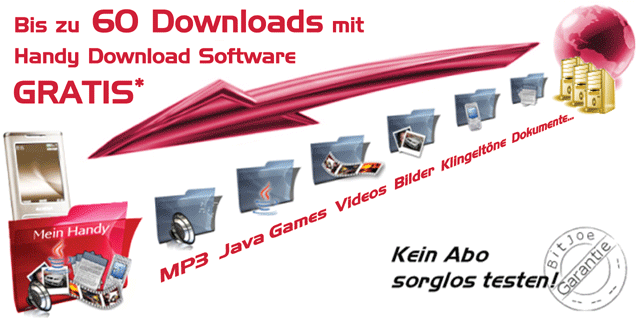 Bis zu 60 Downloads mit
Handy Download Software
GRATIS*
Mein Handy
MP3 Java Games Videos Bilder Klingeltöne Dokumente...
Kein Abo
sorglos testen!
BitJoe
Garantie